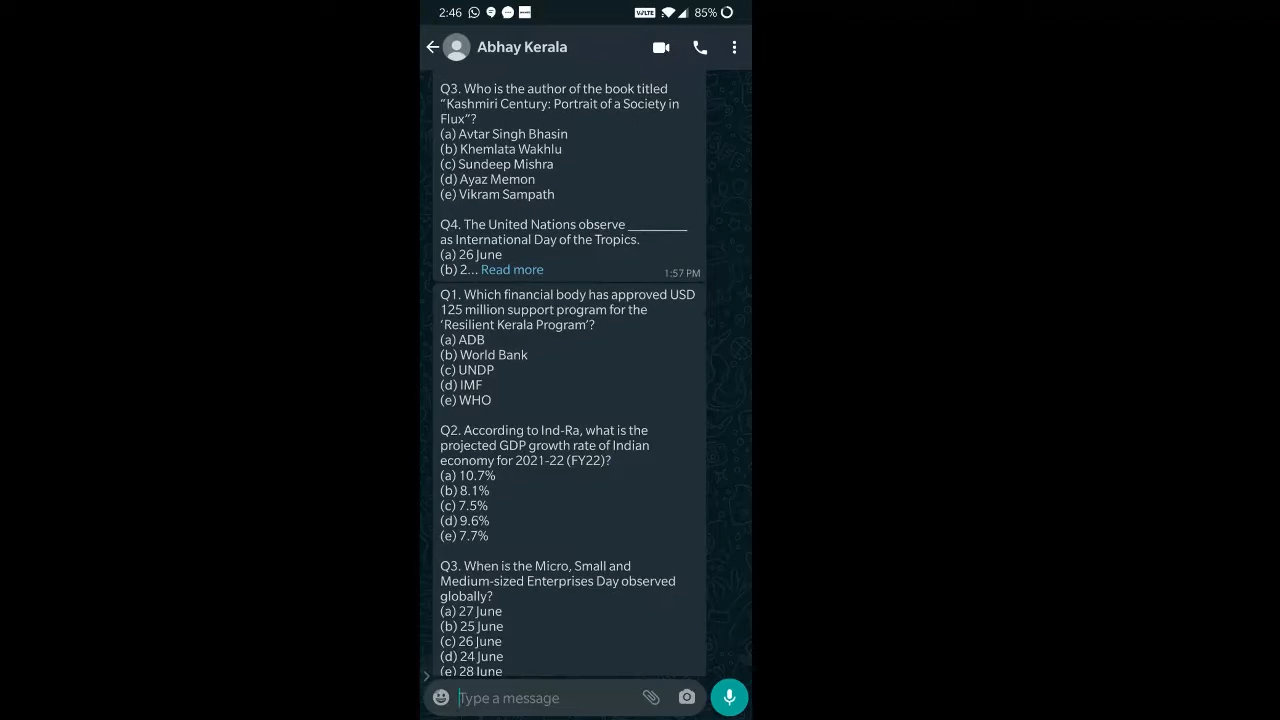 2:46
VoLTE
85%
Abhay Kerala
Q3. Who is the author of the book titled
“Kashmiri Century: Portrait of a Society in
Flux”?
(a) Avtar Singh Bhasin
(b) Khemlata Wakhlu
(c) Sundeep Mishra
(d) Ayaz Memon
(e) Vikram Sampath
Q4. The United Nations observe _________
as International Day of the Tropics.
(a) 26 June
(b) 2... Read more
1:57 PM
Q1. Which financial body has approved USD
125 million support program for the
‘Resilient Kerala Program’?
(a) ADB
(b) World Bank
(c) UNDP
(d) IMF
(e) WHO
Q2. According to Ind-Ra, what is the
projected GDP growth rate of Indian
economy for 2021-22 (FY22)?
(a) 10.7%
(b) 8.1%
(c) 7.5%
(d) 9.6%
(e) 7.7%
Q3. When is the Micro, Small and
Medium-sized Enterprises Day observed
globally?
(a) 27 June
(b) 25 June
(c) 26 June
(d) 24 June
(e) 28 June
Type a message